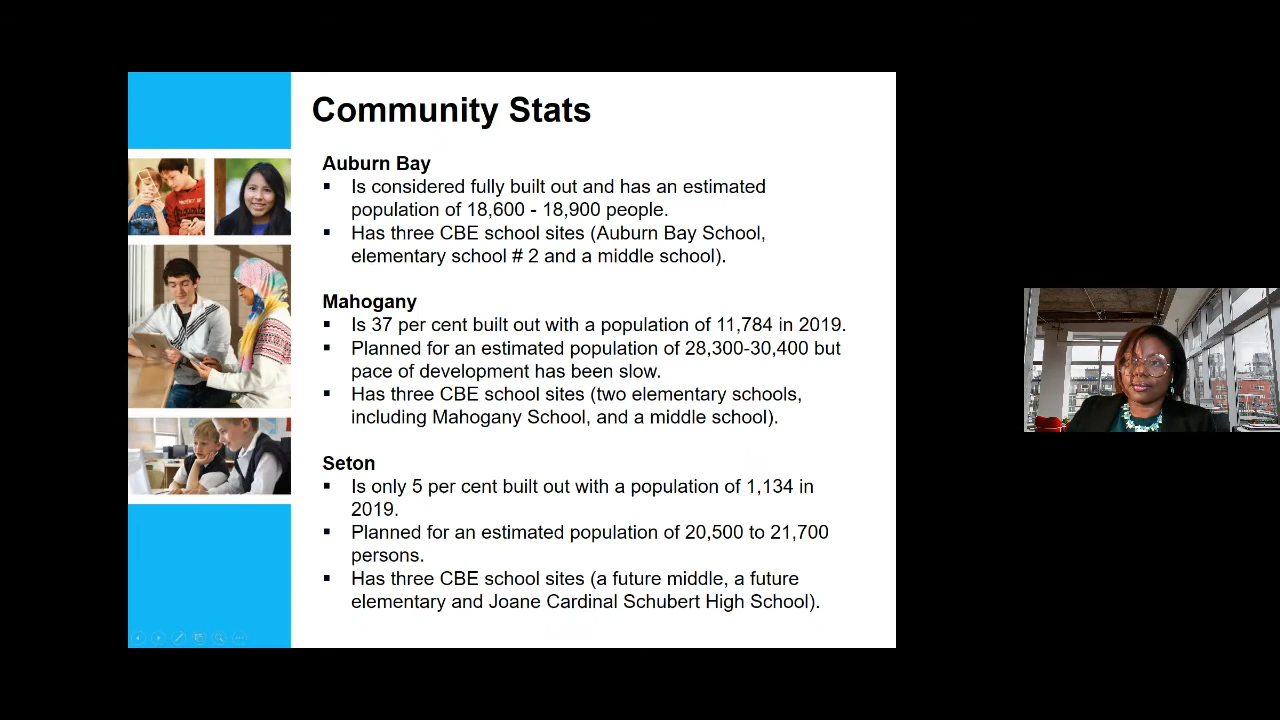 Community Stats
Auburn Bay
▪ Is considered fully built out and has an estimated
population of 18,600 - 18,900 people.
▪ Has three CBE school sites (Auburn Bay School,
elementary school # 2 and a middle school).
Mahogany
▪ Is 37 per cent built out with a population of 11,784 in 2019.
▪ Planned for an estimated population of 28,300-30,400 but
pace of development has been slow.
▪ Has three CBE school sites (two elementary schools,
including Mahogany School, and a middle school).
Seton
▪ Is only 5 per cent built out with a population of 1,134 in
2019.
▪ Planned for an estimated population of 20,500 to 21,700
persons.
▪ Has three CBE school sites (a future middle, a future
elementary and Joane Cardinal Schubert High School).